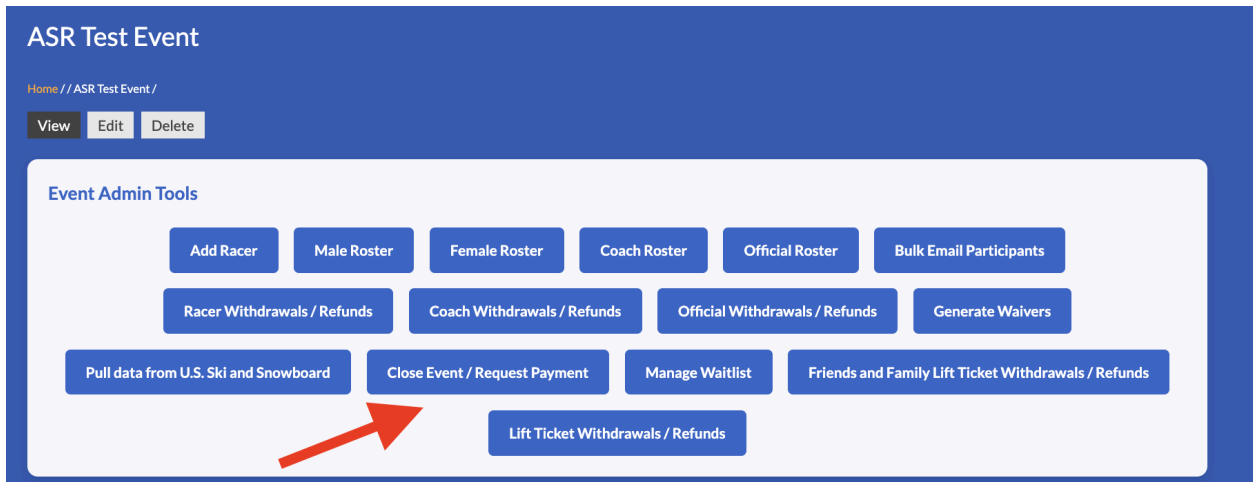 ASR Test Event
Home / / ASR Test Event /
View Edit Delete
Event Admin Tools
Add Racer Male Roster Female Roster Coach Roster Official Roster Bulk Email Participants
Racer Withdrawals / Refunds Coach Withdrawals / Refunds Official Withdrawals / Refunds Generate Waivers
Pull data from U.S. Ski and Snowboard Close Event / Request Payment Manage Waitlist Friends and Family Lift Ticket Withdrawals / Refunds
Lift Ticket Withdrawals / Refunds